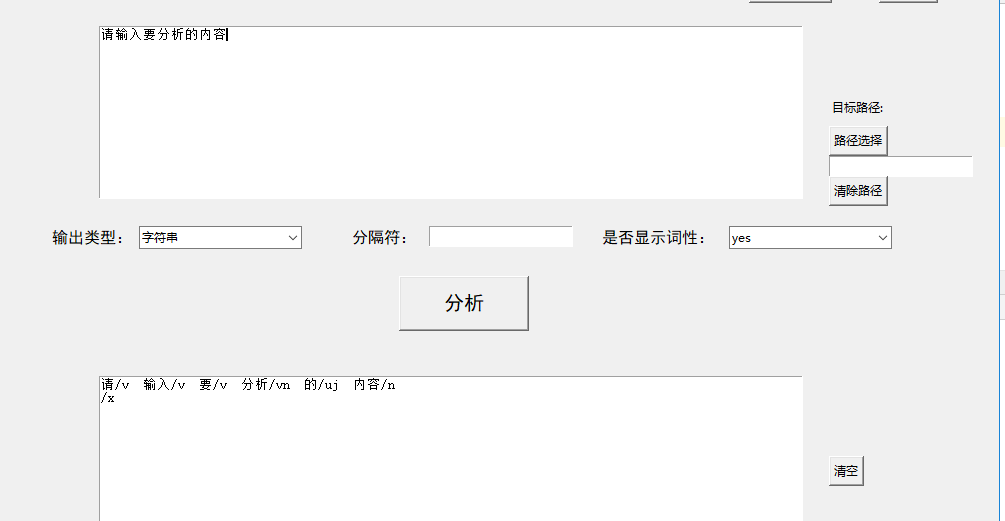 请输入要分析的内容
目标路径:
路径选择
清除路径
输出类型: 字符串 分隔符: 是否显示词性: yes
分析
请/v 输入/v 要/v 分析/vn 的/uj 内容/n
/x
清空